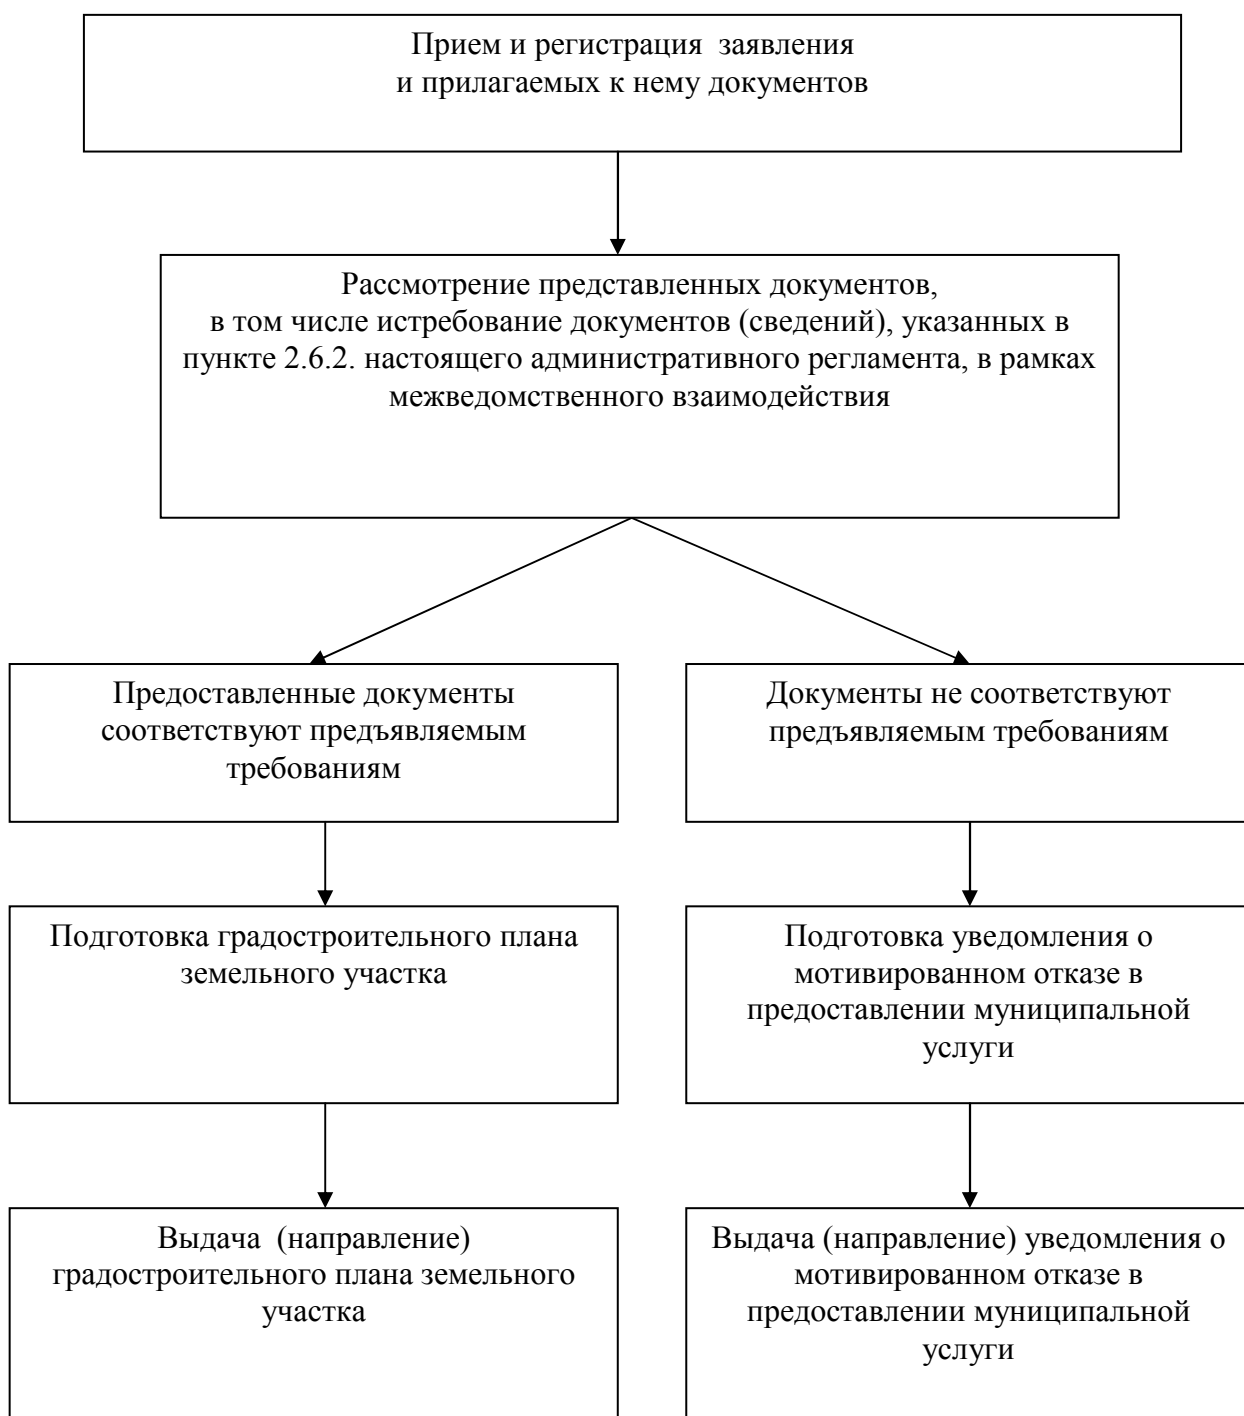 Прием и регистрация заявления
и прилагаемых к нему документов
Рассмотрение представленных документов,
в том числе истребование документов (сведений), указанных в
пункте 2.6.2. настоящего административного регламента, в рамках
межведомственного взаимодействия
Предоставленные документы
соответствуют предъявляемым
требованиям
Документы не соответствуют
предъявляемым требованиям
Подготовка градостроительного плана
земельного участка
Подготовка уведомления о
мотивированном отказе в
предоставлении муниципальной
услуги
Выдача (направление)
градостроительного плана земельного
участка
Выдача (направление) уведомления о
мотивированном отказе в
предоставлении муниципальной
услуги